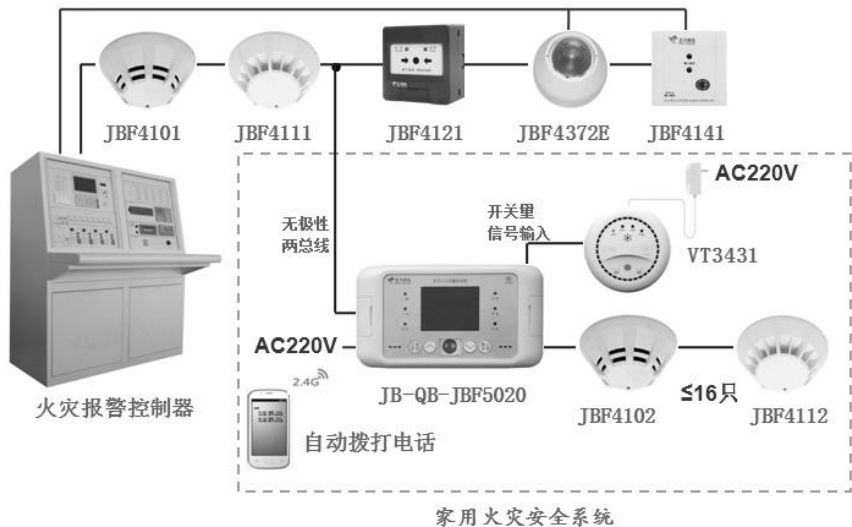 JBF4101
JBF4111
JBF4121
JBF4372E
JBF4141
AC220V
无极性
两总线
开关量
信号输入
VT3431
AC220V
火灾报警控制器
2.4G
JB-QB-JBF5020
JBF4102
≤16只
JBF4112
自动拨打电话
家用火灾安全系统